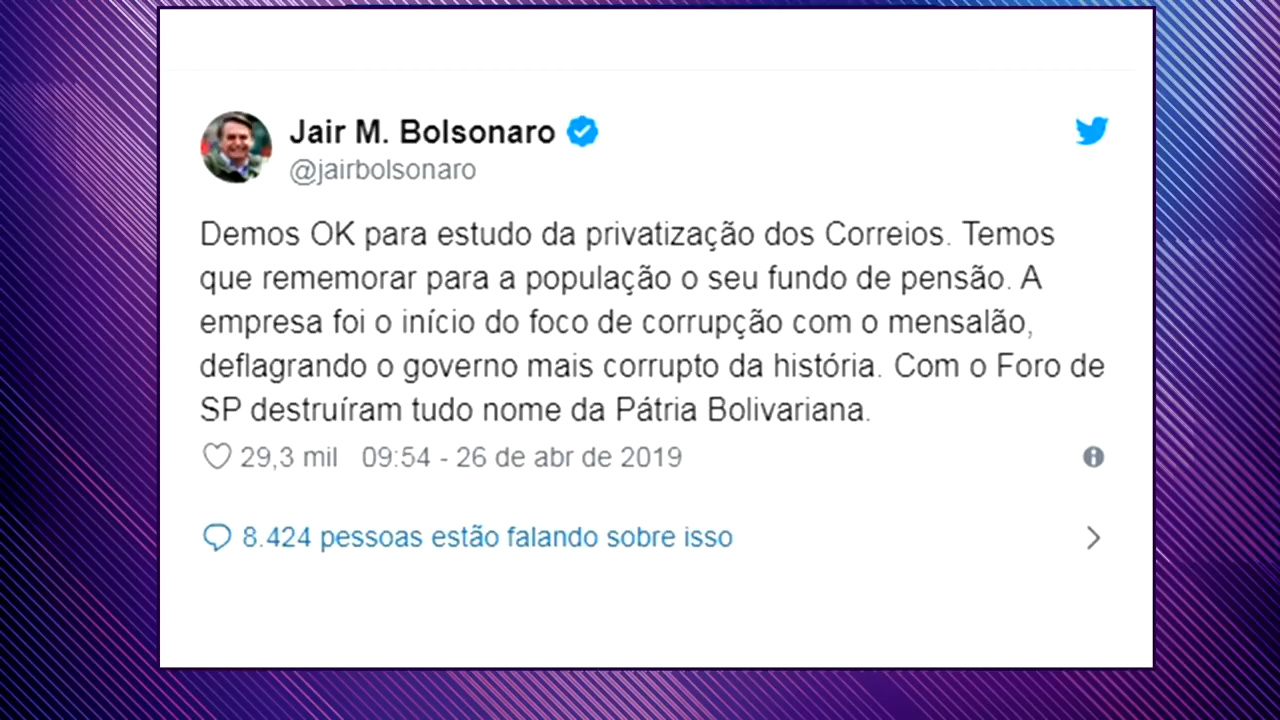 Jair M. Bolsonaro
@jairbolsonaro
Demos OK para estudo da privatização dos Correios. Temos
que rememorar para a população o seu fundo de pensão. A
empresa foi o início do foco de corrupção com o mensalão,
deflagrando o governo mais corrupto da história. Com o Foro de
SP destruíram tudo nome da Pátria Bolivariana.
29,3 mil 09:54 - 26 de abr de 2019
8.424 pessoas estão falando sobre isso